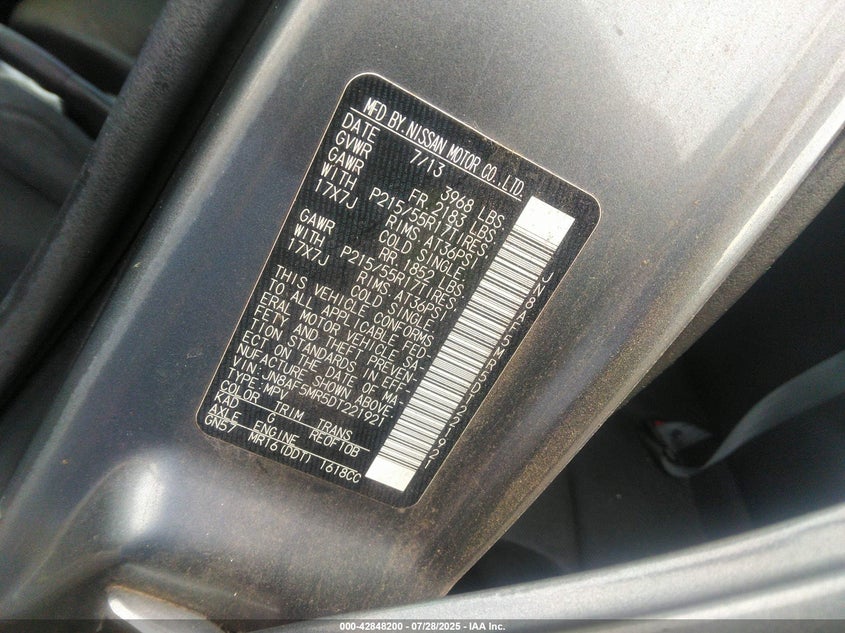 MFD BY. NISSAN MOTOR CO., LTD.
DATE 7/13
GVWR 3968 LBS
GAWR FR 2183 LBS
WITH P215/55R17TIRES
17X7J RIMS AT36PSI
COLD SINGLE
GAWR RR 1852 LBS
WITH P215/55R17TIRES
17X7J RIMS AT36PSI
COLD SINGLE
THIS VEHICLE CONFORMS
TO ALL APPLICABLE FED-
ERAL MOTOR VEHICLE SA-
FETY AND THEFT PREVEN-
TION STANDARDS IN EFF-
ECT ON THE DATE OF MA-
NUFACTURE SHOWN ABOVE.
VIN:JN8AF5MR5DT221921
TYPE:MPV
COLOR TRIM TRANS
KAD G RE0F10B
AXLE ENGINE
MR16(DDT) 1618CC
JN8AF5MR5DT221921
000-42848200 - 07/28/2025 - IAA Inc.